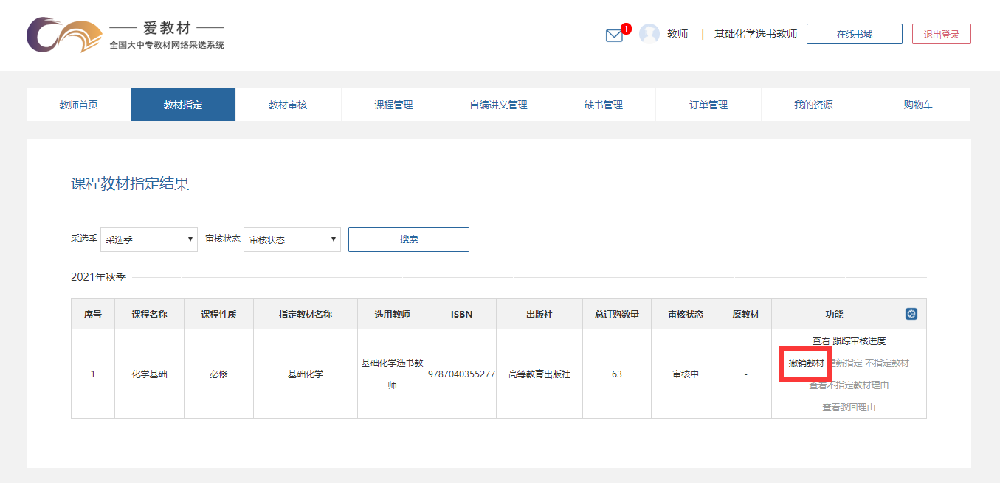 爱教材
全国大中专教材网络采选系统
1
教师 | 基础化学选书教师 在线书城 退出登录
教师首页 教材指定 教材审核 课程管理 自编讲义管理 缺书管理 订单管理 我的资源 购物车
课程教材指定结果
采选季 采选季 审核状态 审核状态 搜索
2021年秋季
序号 课程名称 课程性质 指定教材名称 选用教师 ISBN 出版社 总订购数量 审核状态 原教材 功能
1 化学基础 必修 基础化学 基础化学选书教师 9787040355277 高等教育出版社 63 审核中 -
查看 跟踪审核进度
撤销教材 重新指定 不指定教材
查看不指定教材理由
查看驳回理由